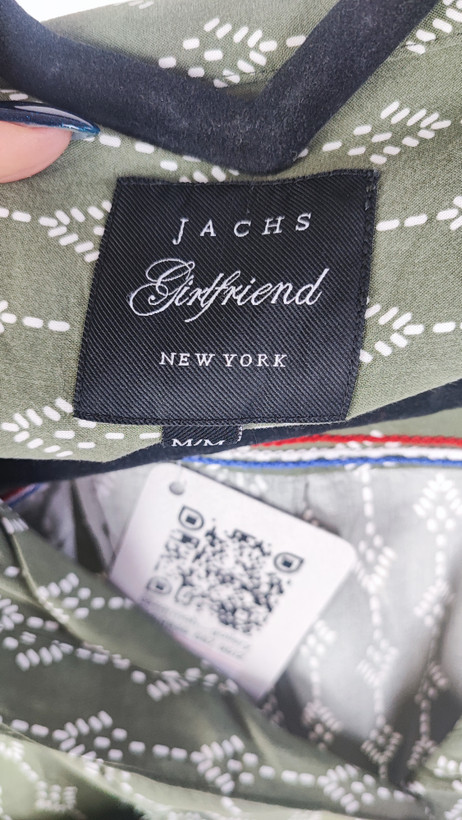 JACHS
Girlfriend
NEW YORK
M/M